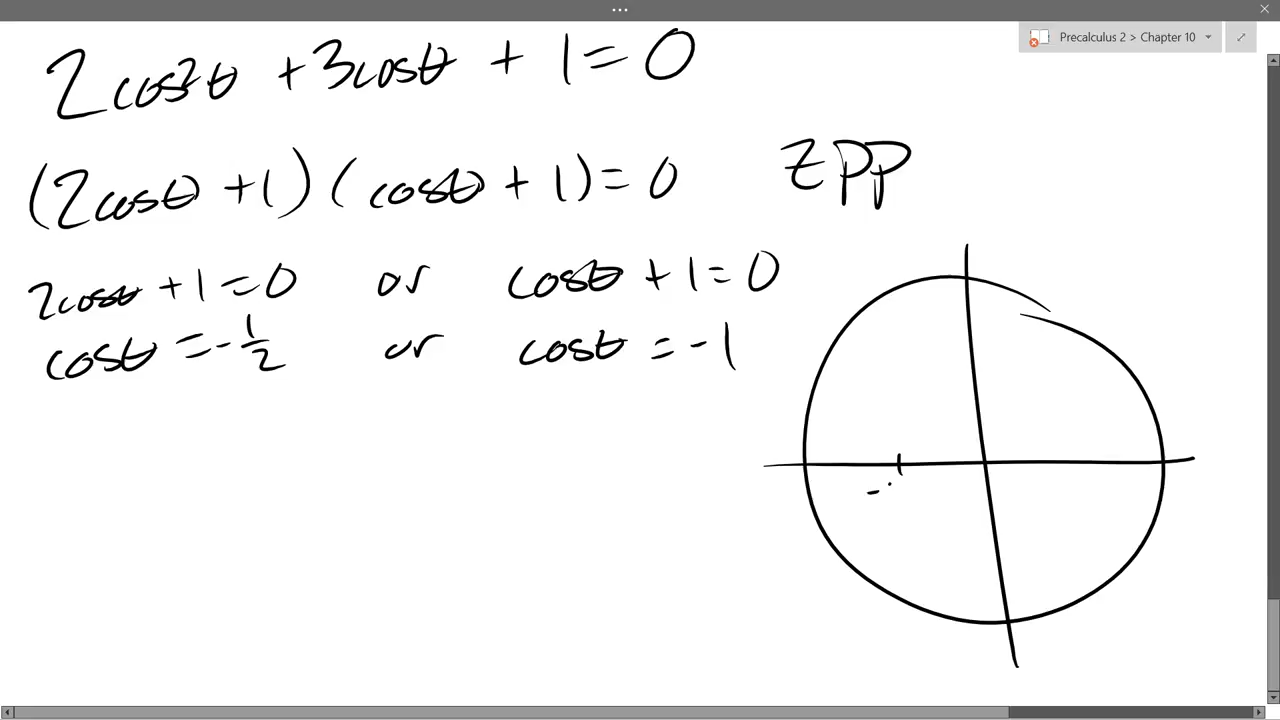 Precalculus 2 > Chapter 10
2cos²θ + 3cosθ + 1 = 0
(2cosθ + 1)(cosθ + 1) = 0 ZPP
2cosθ + 1 = 0 or cosθ + 1 = 0
cosθ = -1/2 or cosθ = -1